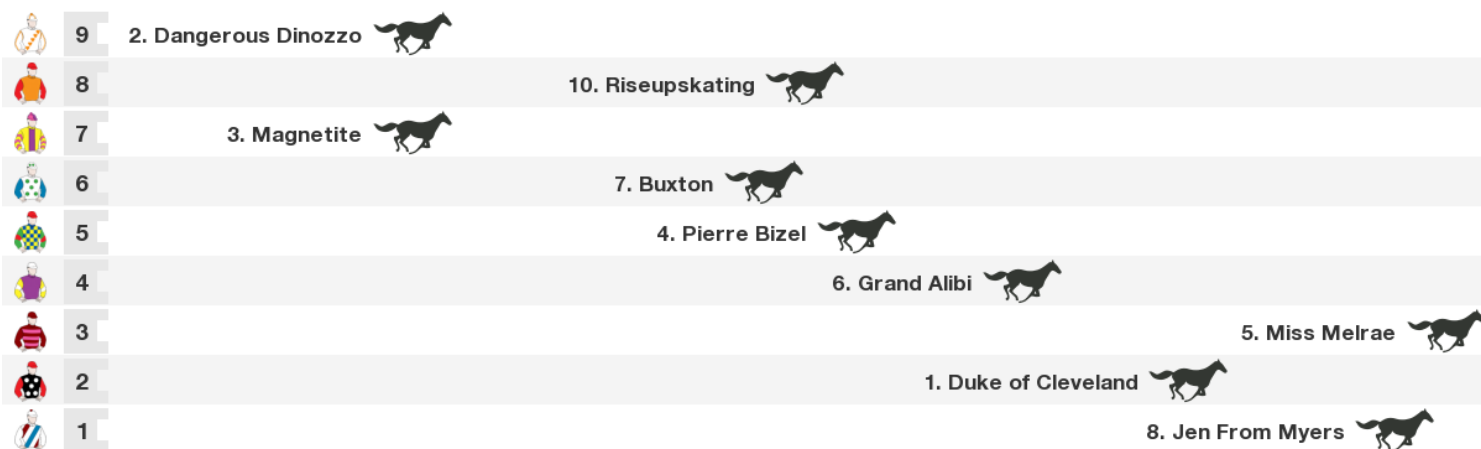 9 2. Dangerous Dinozzo
8 10. Riseupskating
7 3. Magnetite
6 7. Buxton
5 4. Pierre Bizel
4 6. Grand Alibi
3 5. Miss Melrae
2 1. Duke of Cleveland
1 8. Jen From Myers